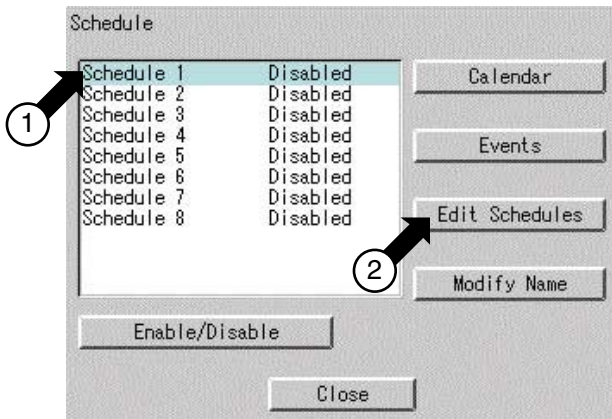 Schedule
Schedule 1 Disabled
Schedule 2 Disabled
Schedule 3 Disabled
Schedule 4 Disabled
Schedule 5 Disabled
Schedule 6 Disabled
Schedule 7 Disabled
Schedule 8 Disabled
1
2
Calendar
Events
Edit Schedules
Modify Name
Enable/Disable
Close